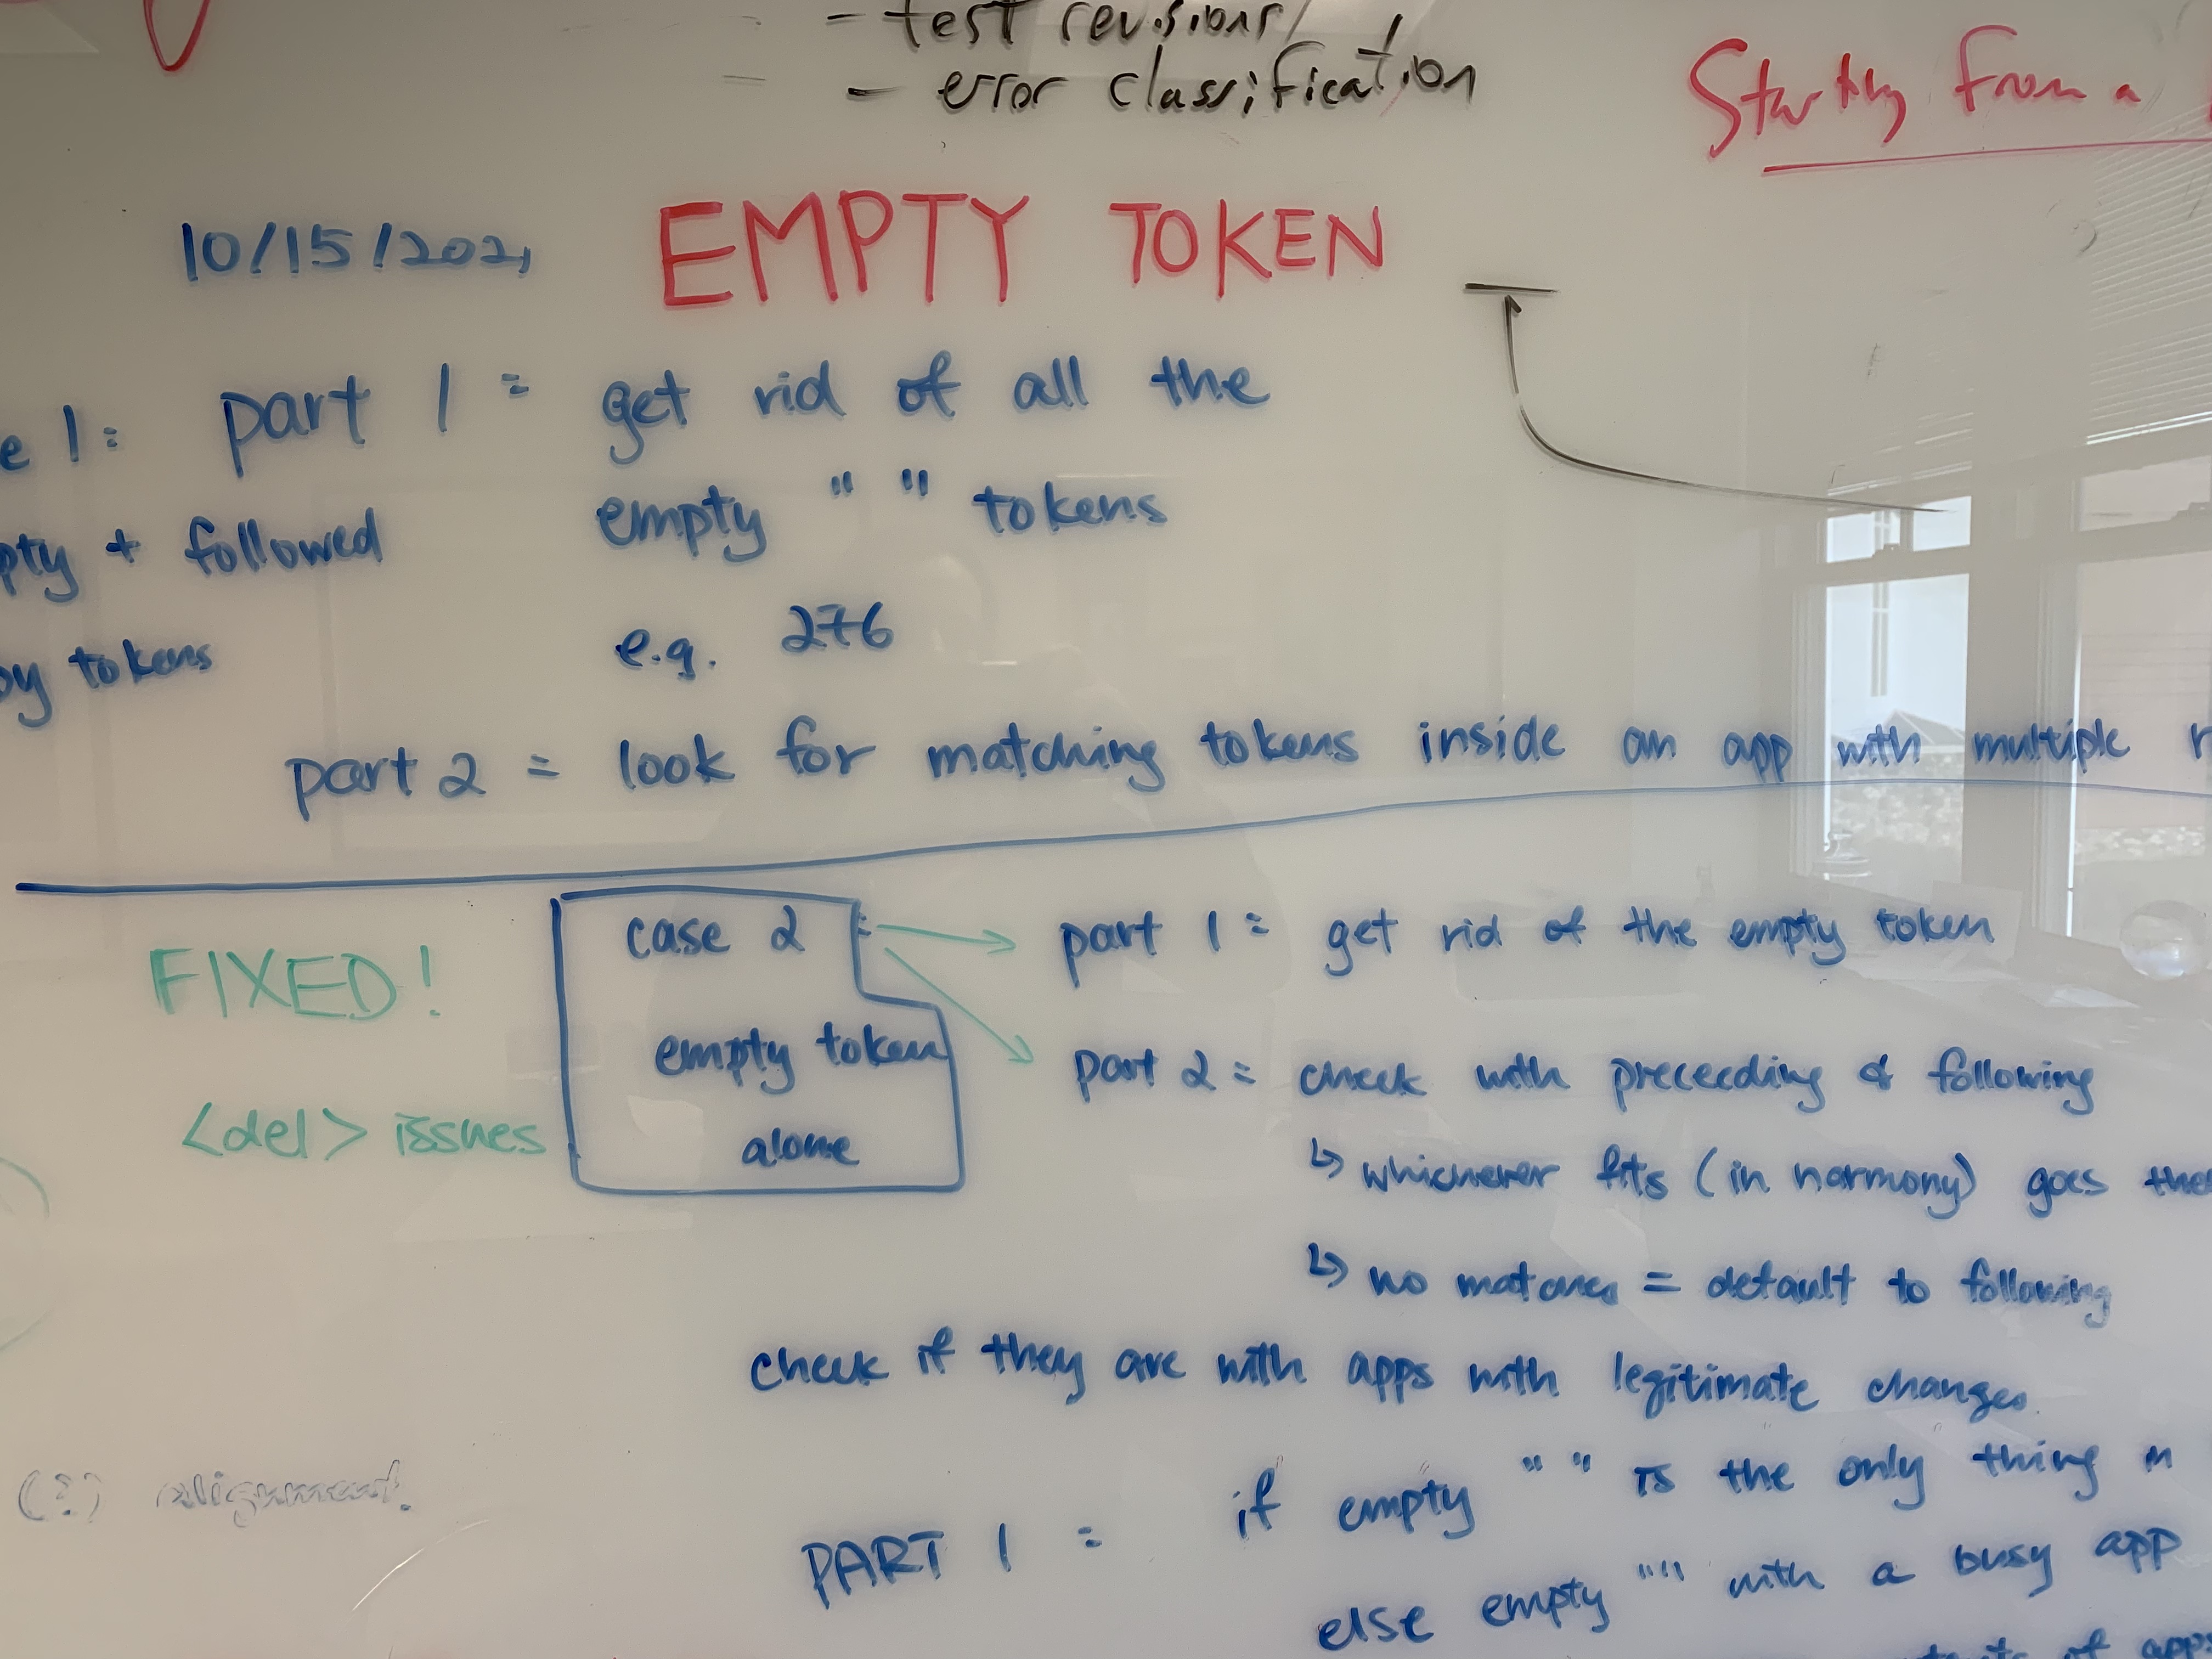 - test revisions/
- error classification
Starting from a
10/15/2021
EMPTY TOKEN
e 1: part 1 = get rid of all the
pty + followed empty " " tokens
by tokens e.g. 276
part 2 = look for matching tokens inside an app with multiple r
FIXED!
<del> issues
case 2 :
empty token
alone
part 1 = get rid of the empty token
part 2 = check with preceeding & following
↳ whichever fits (in harmony) goes the
↳ no matches = default to following
check if they are with apps with legitimate changes.
(?) alignment.
PART 1 : if empty " " is the only thing in
else empty "" with a busy app
of apps